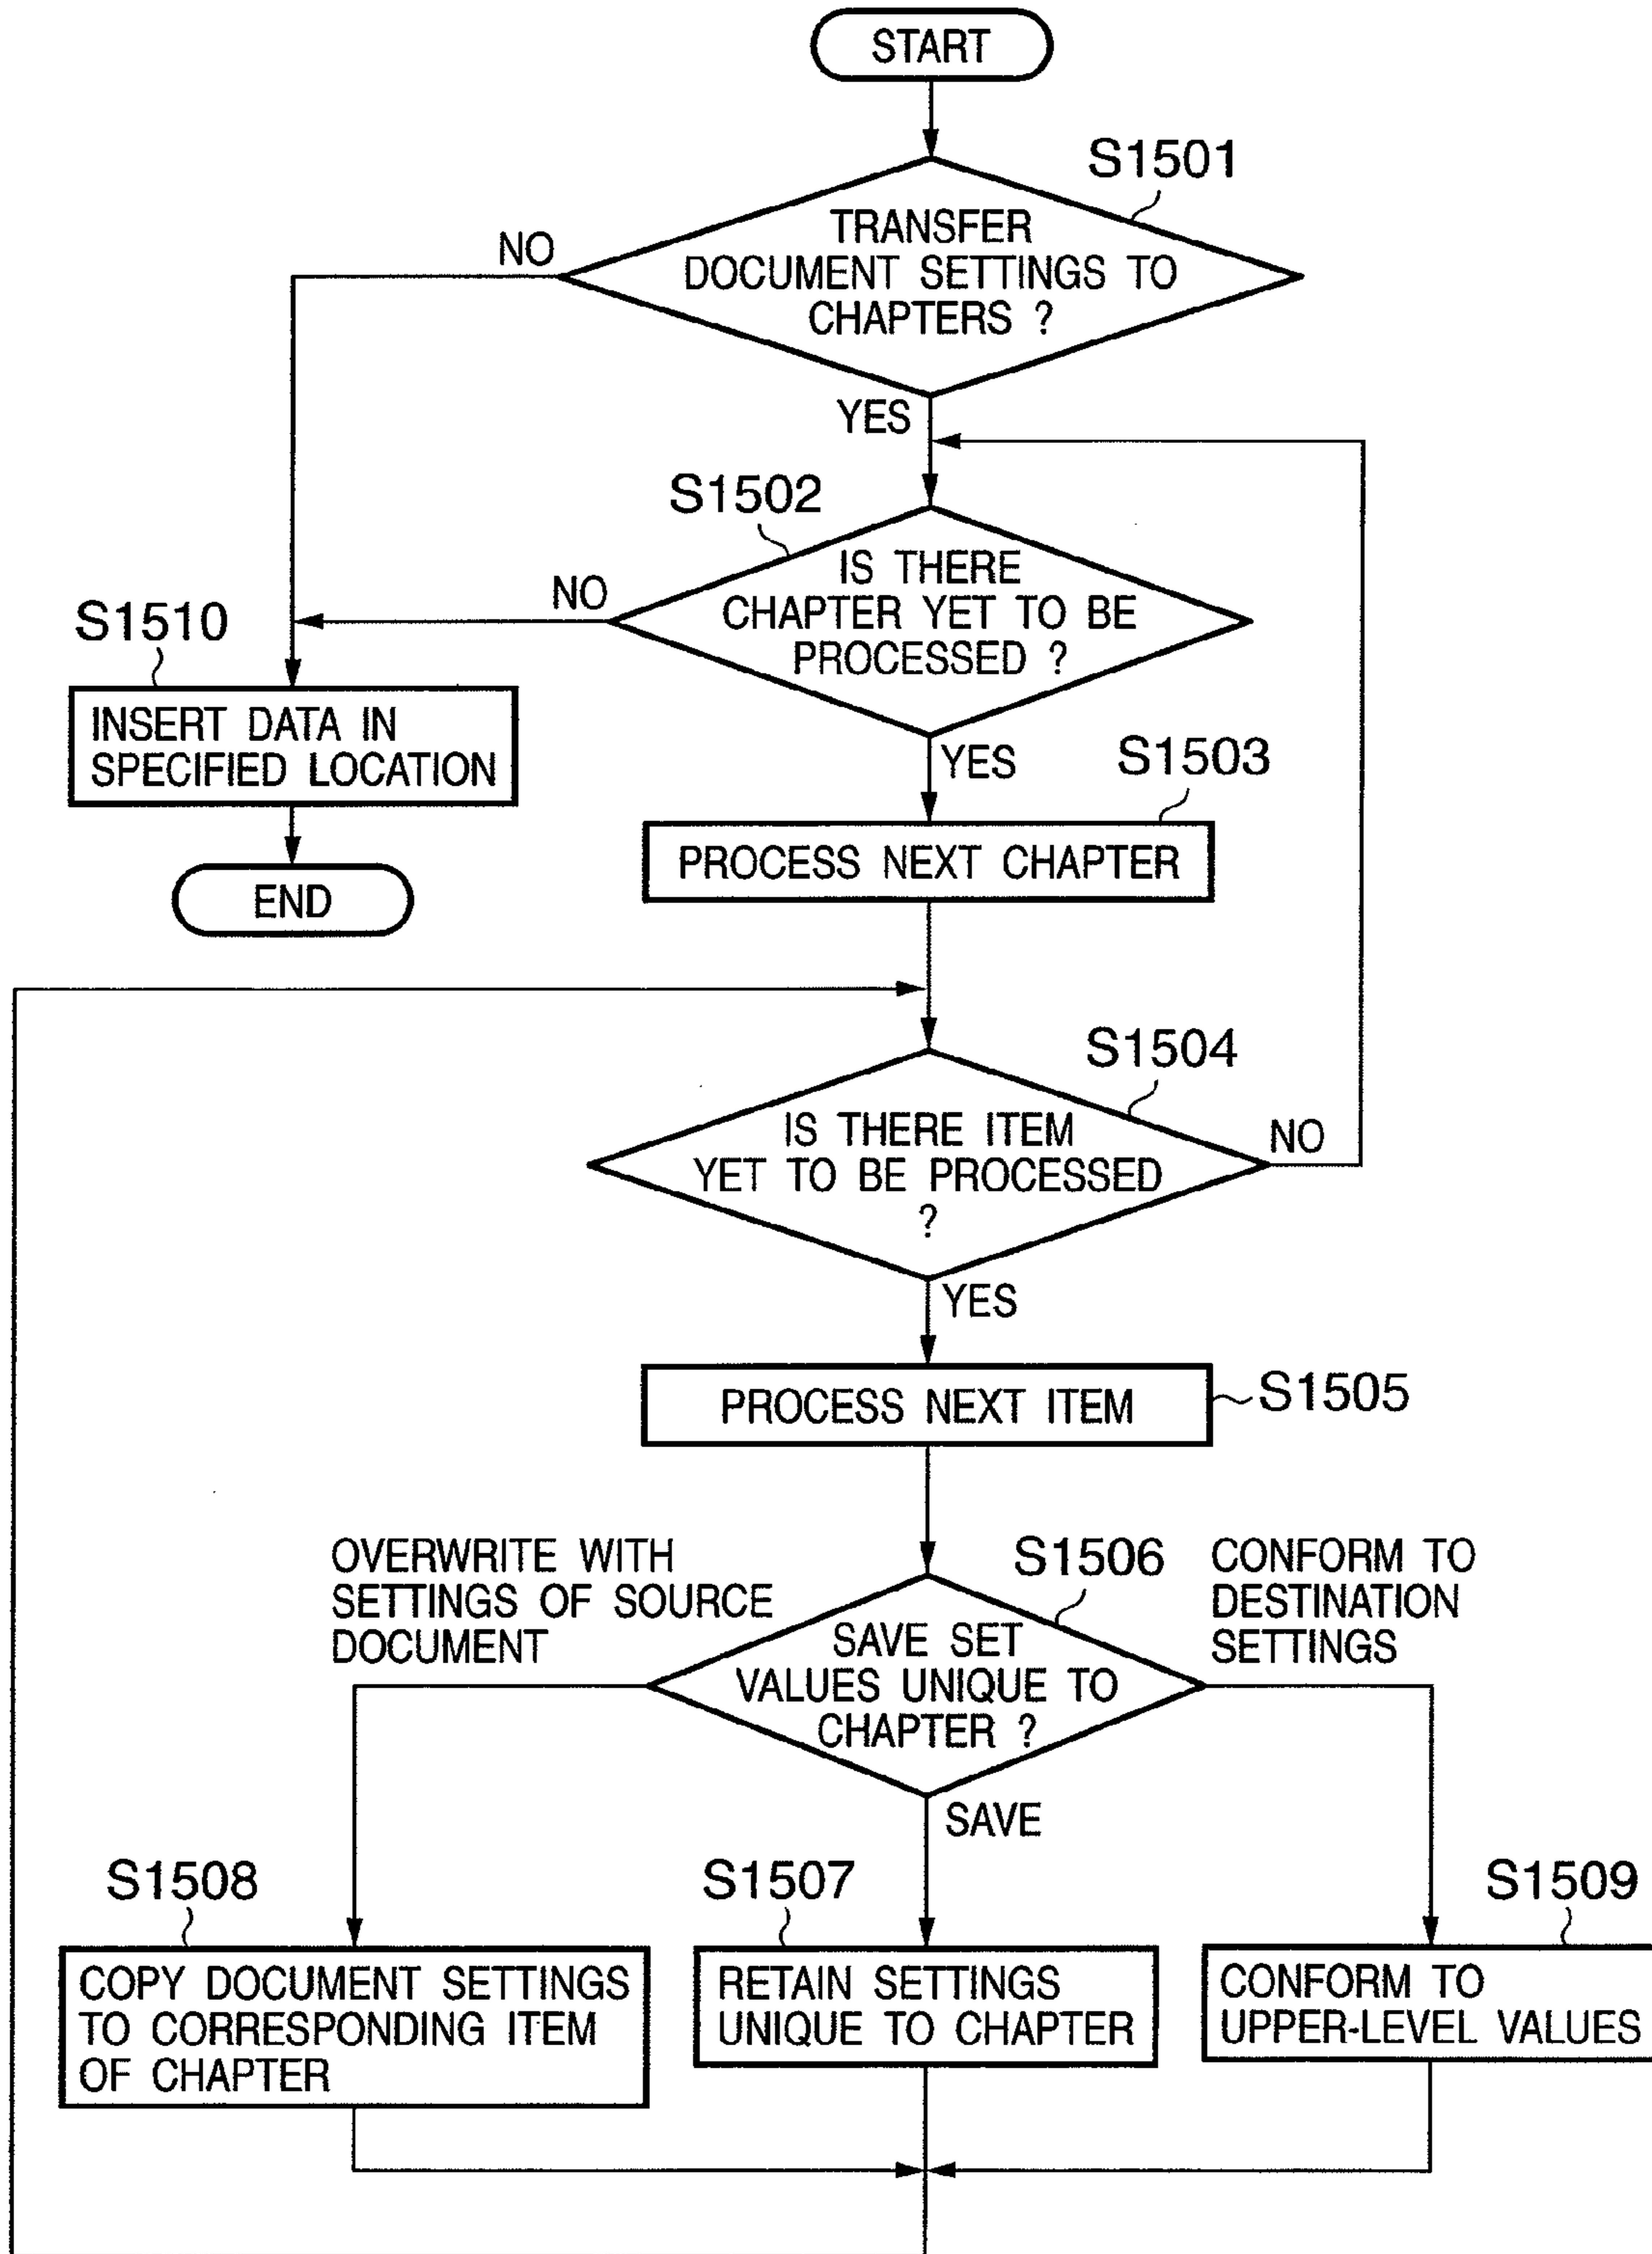 START
S1501
TRANSFER
DOCUMENT SETTINGS TO
CHAPTERS ?
NO
YES
S1502
IS THERE
CHAPTER YET TO BE
PROCESSED ?
NO
S1510
INSERT DATA IN
SPECIFIED LOCATION
YES
S1503
PROCESS NEXT CHAPTER
END
S1504
IS THERE ITEM
YET TO BE PROCESSED
?
NO
YES
PROCESS NEXT ITEM
S1505
OVERWRITE WITH
SETTINGS OF SOURCE
DOCUMENT
S1506
SAVE SET
VALUES UNIQUE TO
CHAPTER ?
CONFORM TO
DESTINATION
SETTINGS
SAVE
S1508
COPY DOCUMENT SETTINGS
TO CORRESPONDING ITEM
OF CHAPTER
S1507
RETAIN SETTINGS
UNIQUE TO CHAPTER
S1509
CONFORM TO
UPPER-LEVEL VALUES